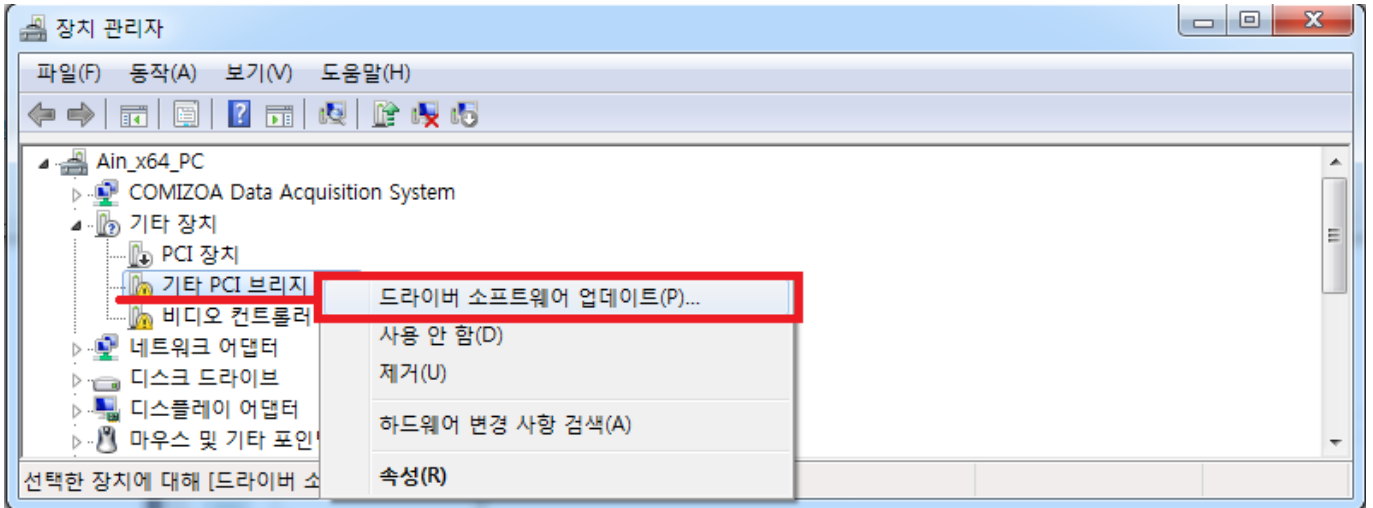 장치 관리자
파일(F) 동작(A) 보기(V) 도움말(H)
Ain_x64_PC
COMIZOA Data Acquisition System
기타 장치
PCI 장치
기타 PCI 브리지
드라이버 소프트웨어 업데이트(P)...
비디오 컨트롤러
사용 안 함(D)
네트워크 어댑터
제거(U)
디스크 드라이브
디스플레이 어댑터
하드웨어 변경 사항 검색(A)
마우스 및 기타 포인
속성(R)
선택한 장치에 대해 [드라이버 소